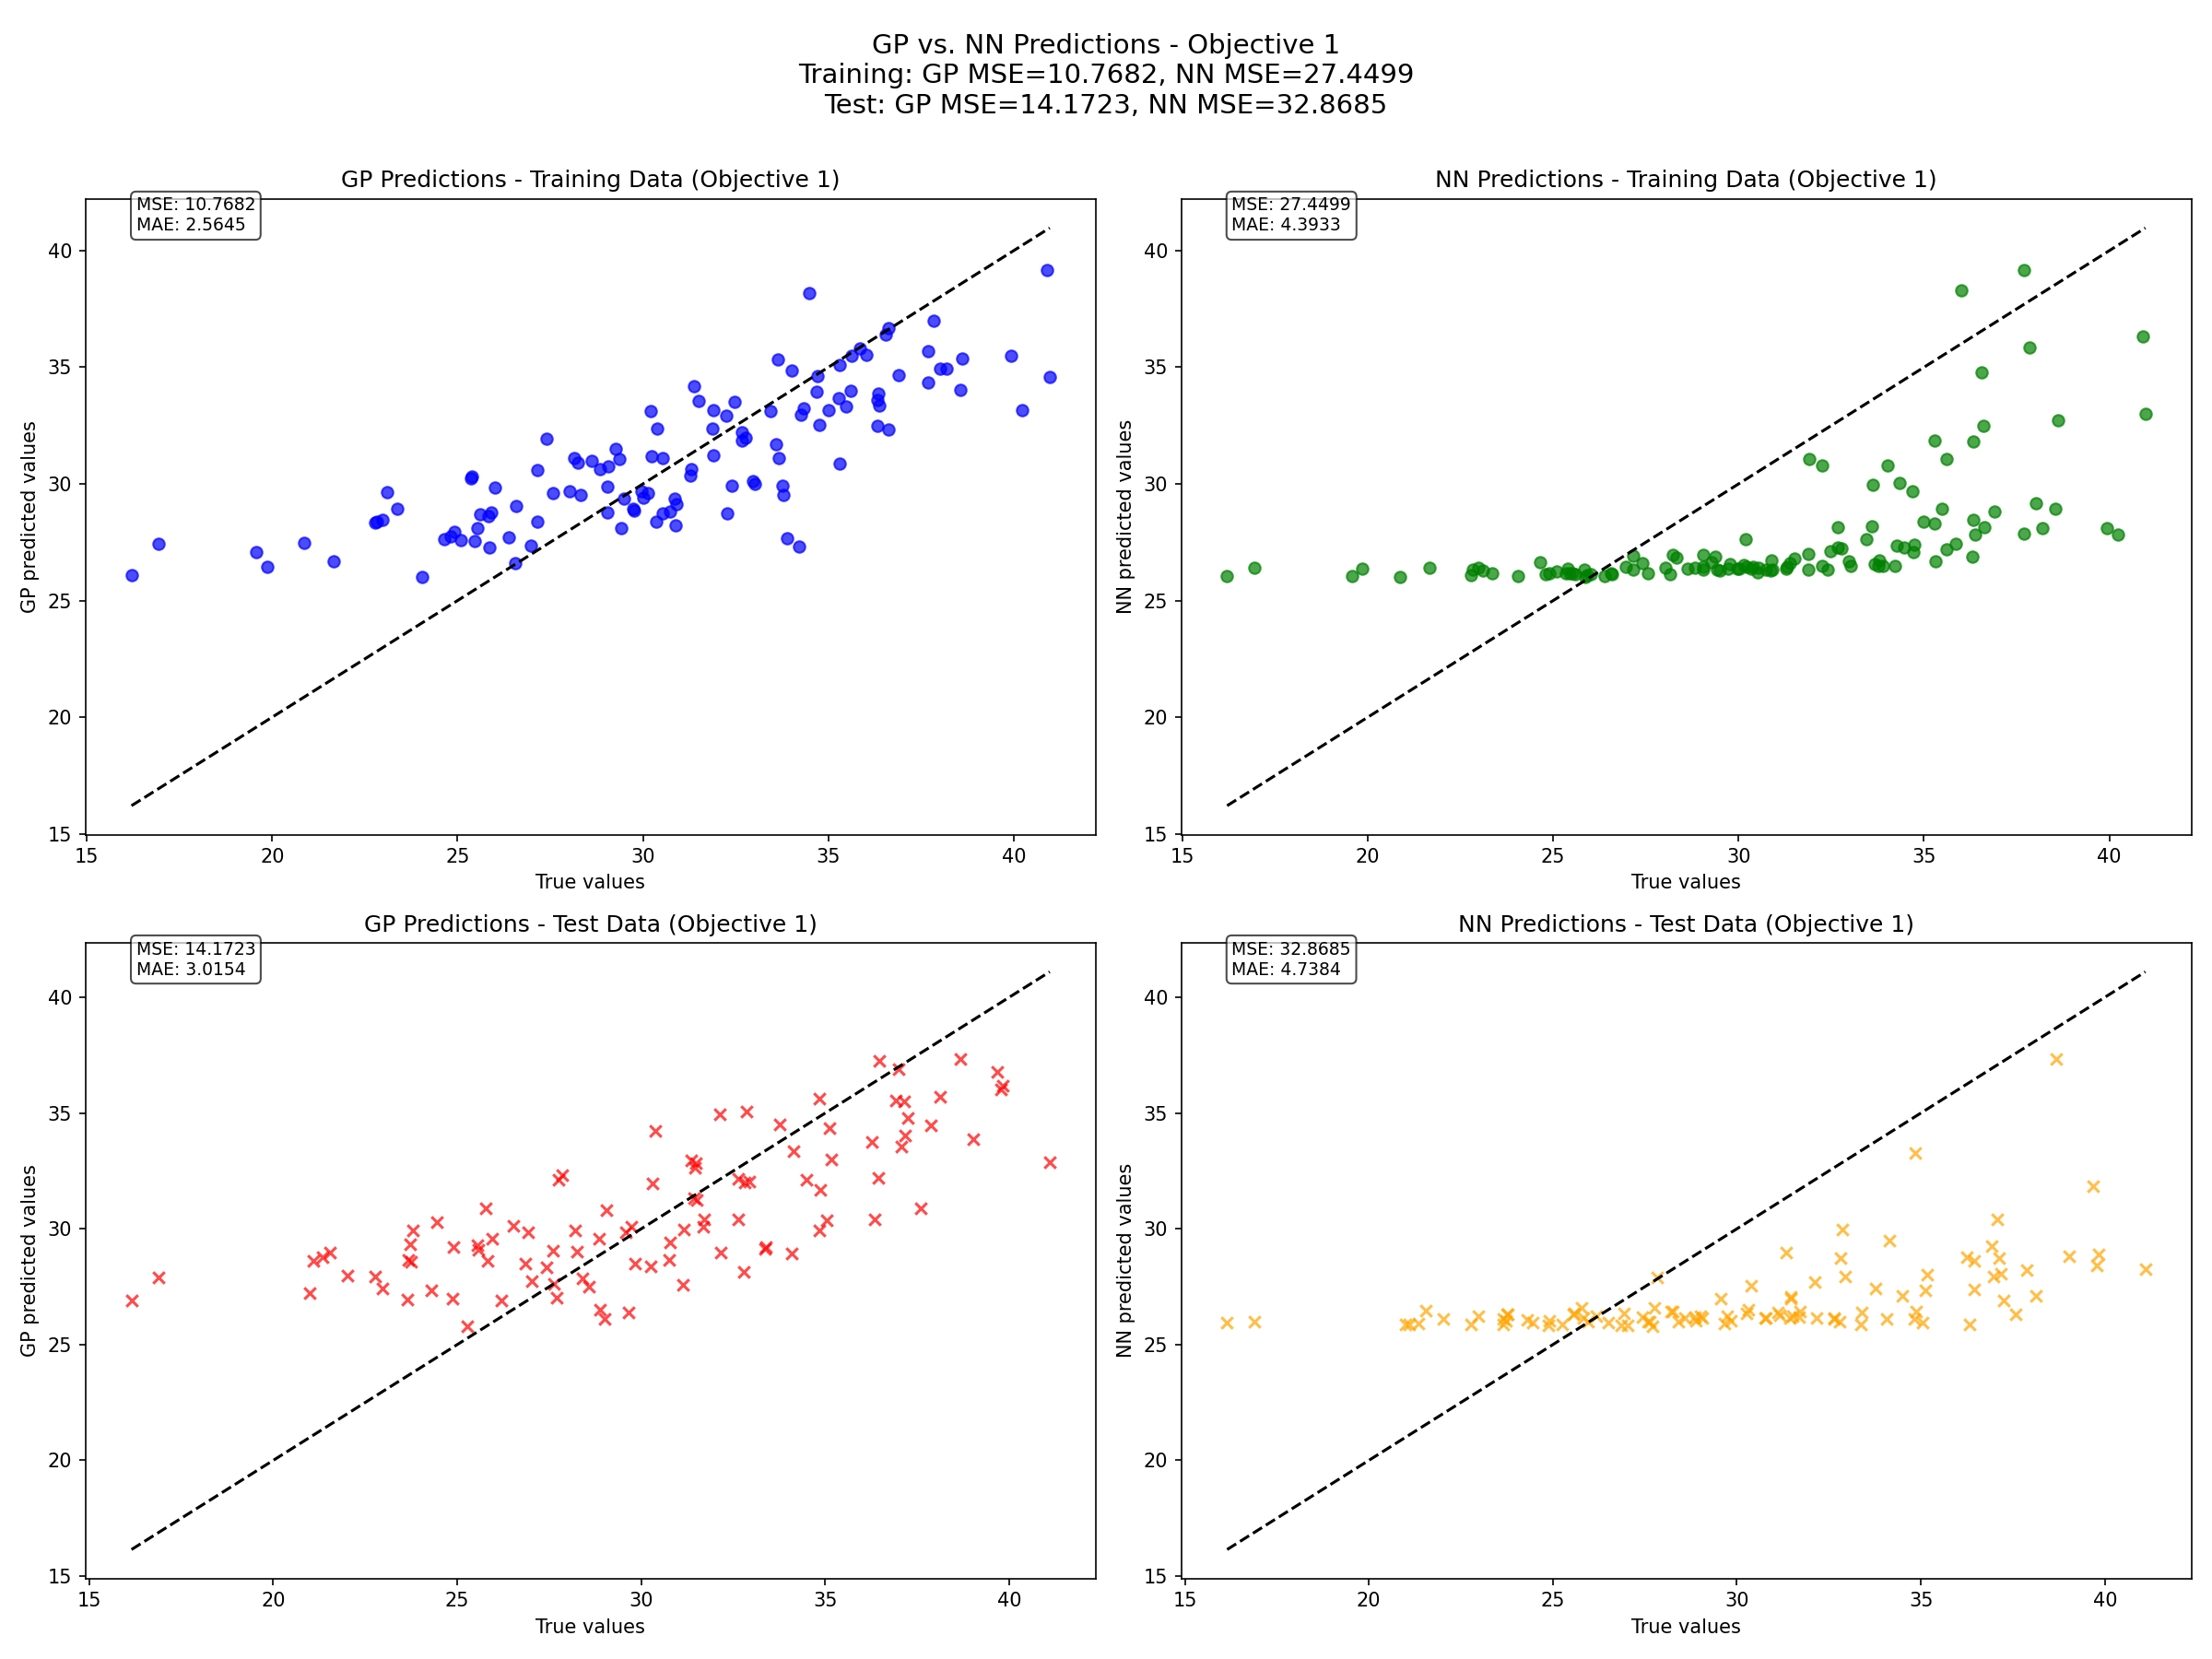 GP vs. NN Predictions - Objective 1
Training: GP MSE=10.7682, NN MSE=27.4499
Test: GP MSE=14.1723, NN MSE=32.8685
GP Predictions - Training Data (Objective 1)
MSE: 10.7682
MAE: 2.5645
GP predicted values
40
35
30
25
20
15
15 20 25 30 35 40
True values
NN Predictions - Training Data (Objective 1)
MSE: 27.4499
MAE: 4.3933
NN predicted values
40
35
30
25
20
15
15 20 25 30 35 40
True values
GP Predictions - Test Data (Objective 1)
MSE: 14.1723
MAE: 3.0154
GP predicted values
40
35
30
25
20
15
15 20 25 30 35 40
True values
NN Predictions - Test Data (Objective 1)
MSE: 32.8685
MAE: 4.7384
NN predicted values
40
35
30
25
20
15
15 20 25 30 35 40
True values